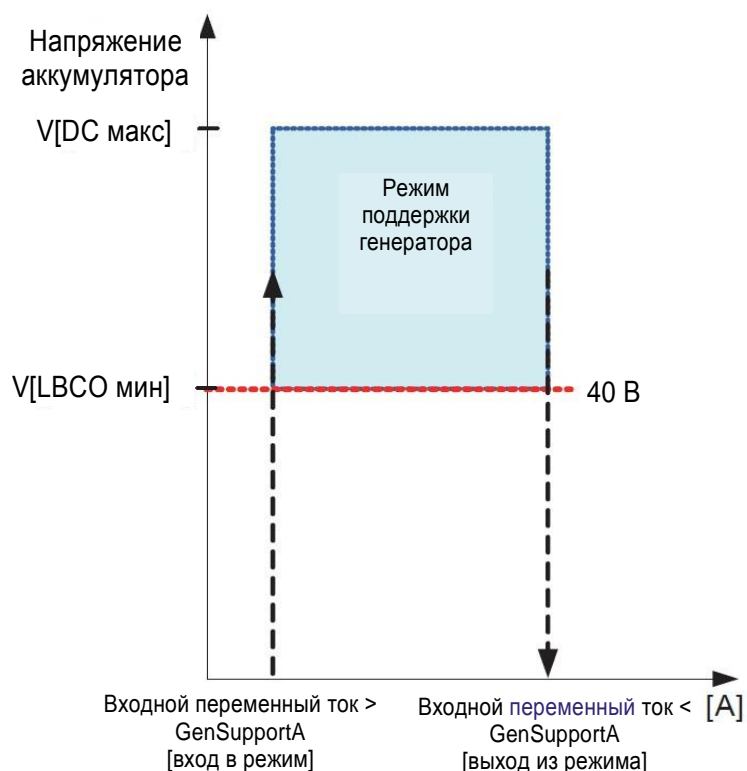 Напряжение
аккумулятора
V[DC макс]
Режим
поддержки
генератора
V[LBCO мин]
40 В
[A]
Входной переменный ток >
GenSupportA
[вход в режим]
Входной переменный ток <
GenSupportA
[выход из режима]